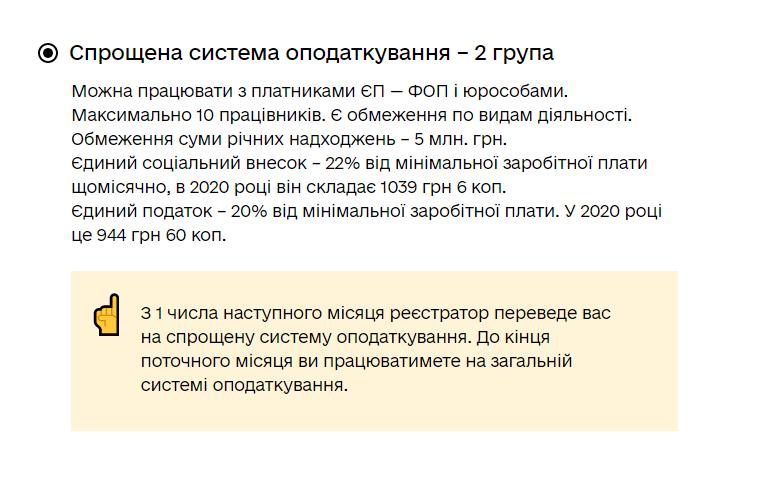 Спрощена система оподаткування – 2 група
Можна працювати з платниками ЄП — ФОП і юрособами.
Максимально 10 працівників. Є обмеження по видам діяльності.
Обмеження суми річних надходжень – 5 млн. грн.
Єдиний соціальний внесок – 22% від мінімальної заробітної плати
щомісячно, в 2020 році він складає 1039 грн 6 коп.
Єдиний податок – 20% від мінімальної заробітної плати. У 2020 році
це 944 грн 60 коп.
З 1 числа наступного місяця реєстратор переведе вас
на спрощену систему оподаткування. До кінця
поточного місяця ви працюватимете на загальній
системі оподаткування.